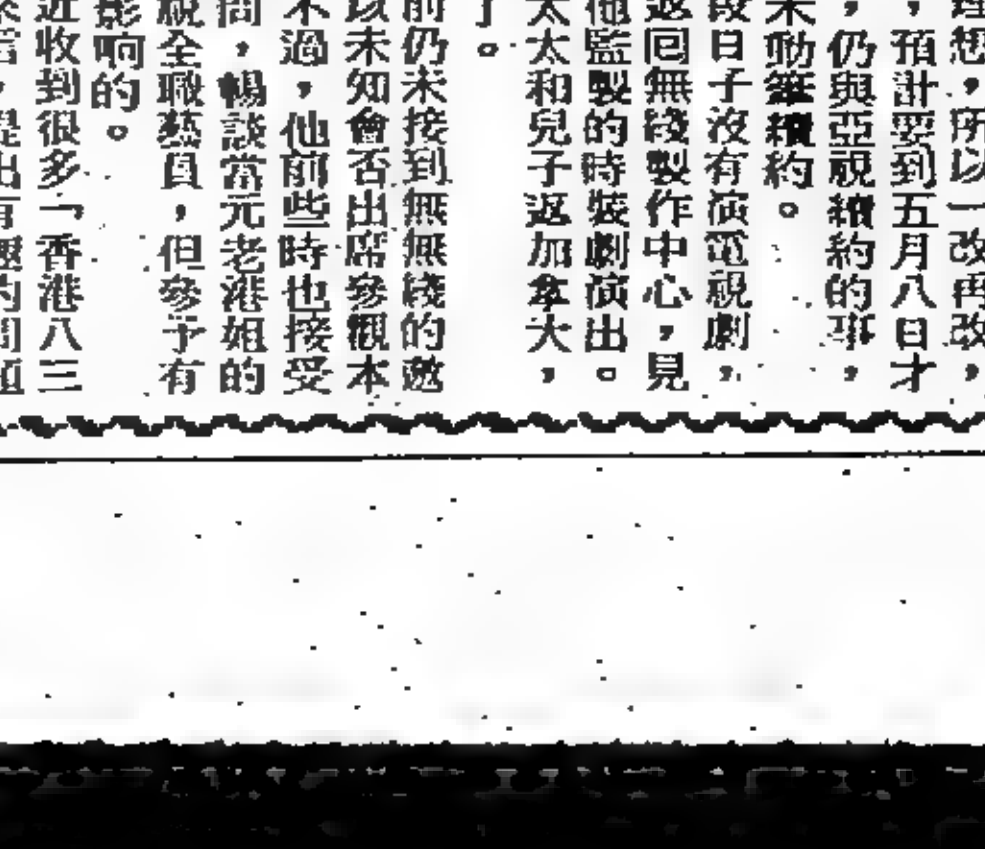 想，所以一改再改，
，預計要到五月八日才
，仍與亞視續約的事，
未動筆續約。
段日子沒有演電視劇，
返回無綫製作中心，見
他監製的時裝劇演出。
太太和兒子返加拿大，
了。
前仍未接到無無綫的邀
以未知會否出席參觀本
不過，他前些時也接受
問，暢談當元老港姐的
視全職藝員，但參予有
影响的。
近收到很多「香港八三